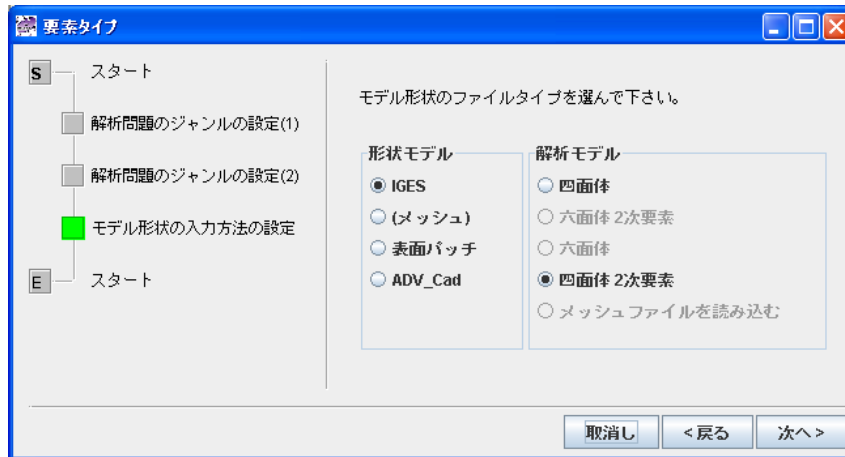 要素タイプ
S スタート
解析問題のジャンルの設定(1)
解析問題のジャンルの設定(2)
モデル形状の入力方法の設定
E スタート
モデル形状のファイルタイプを選んで下さい。
形状モデル
IGES
(メッシュ)
表面パッチ
ADV_Cad
解析モデル
四面体
六面体 2次要素
六面体
四面体 2次要素
メッシュファイルを読み込む
取消し
<戻る
次へ>